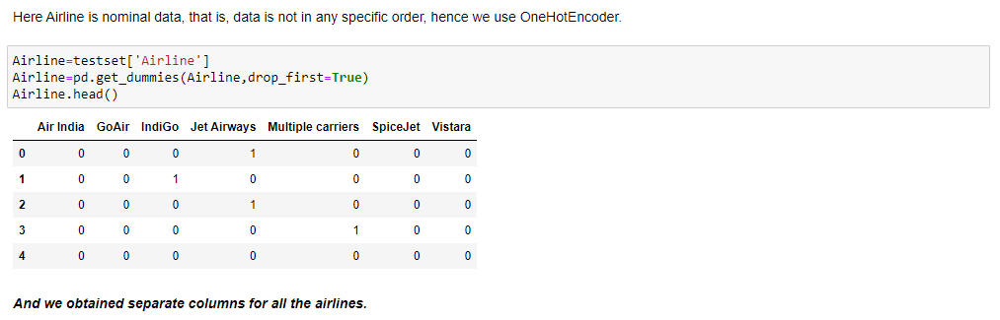 Here Airline is nominal data, that is, data is not in any specific order, hence we use OneHotEncoder.
Airline=testset['Airline']
Airline=pd.get_dummies(Airline,drop_first=True)
Airline.head()
Air India GoAir IndiGo Jet Airways Multiple carriers SpiceJet Vistara
0 0 0 0 1 0 0 0
1 0 0 1 0 0 0 0
2 0 0 0 1 0 0 0
3 0 0 0 0 1 0 0
4 0 0 0 0 0 0 0
And we obtained separate columns for all the airlines.